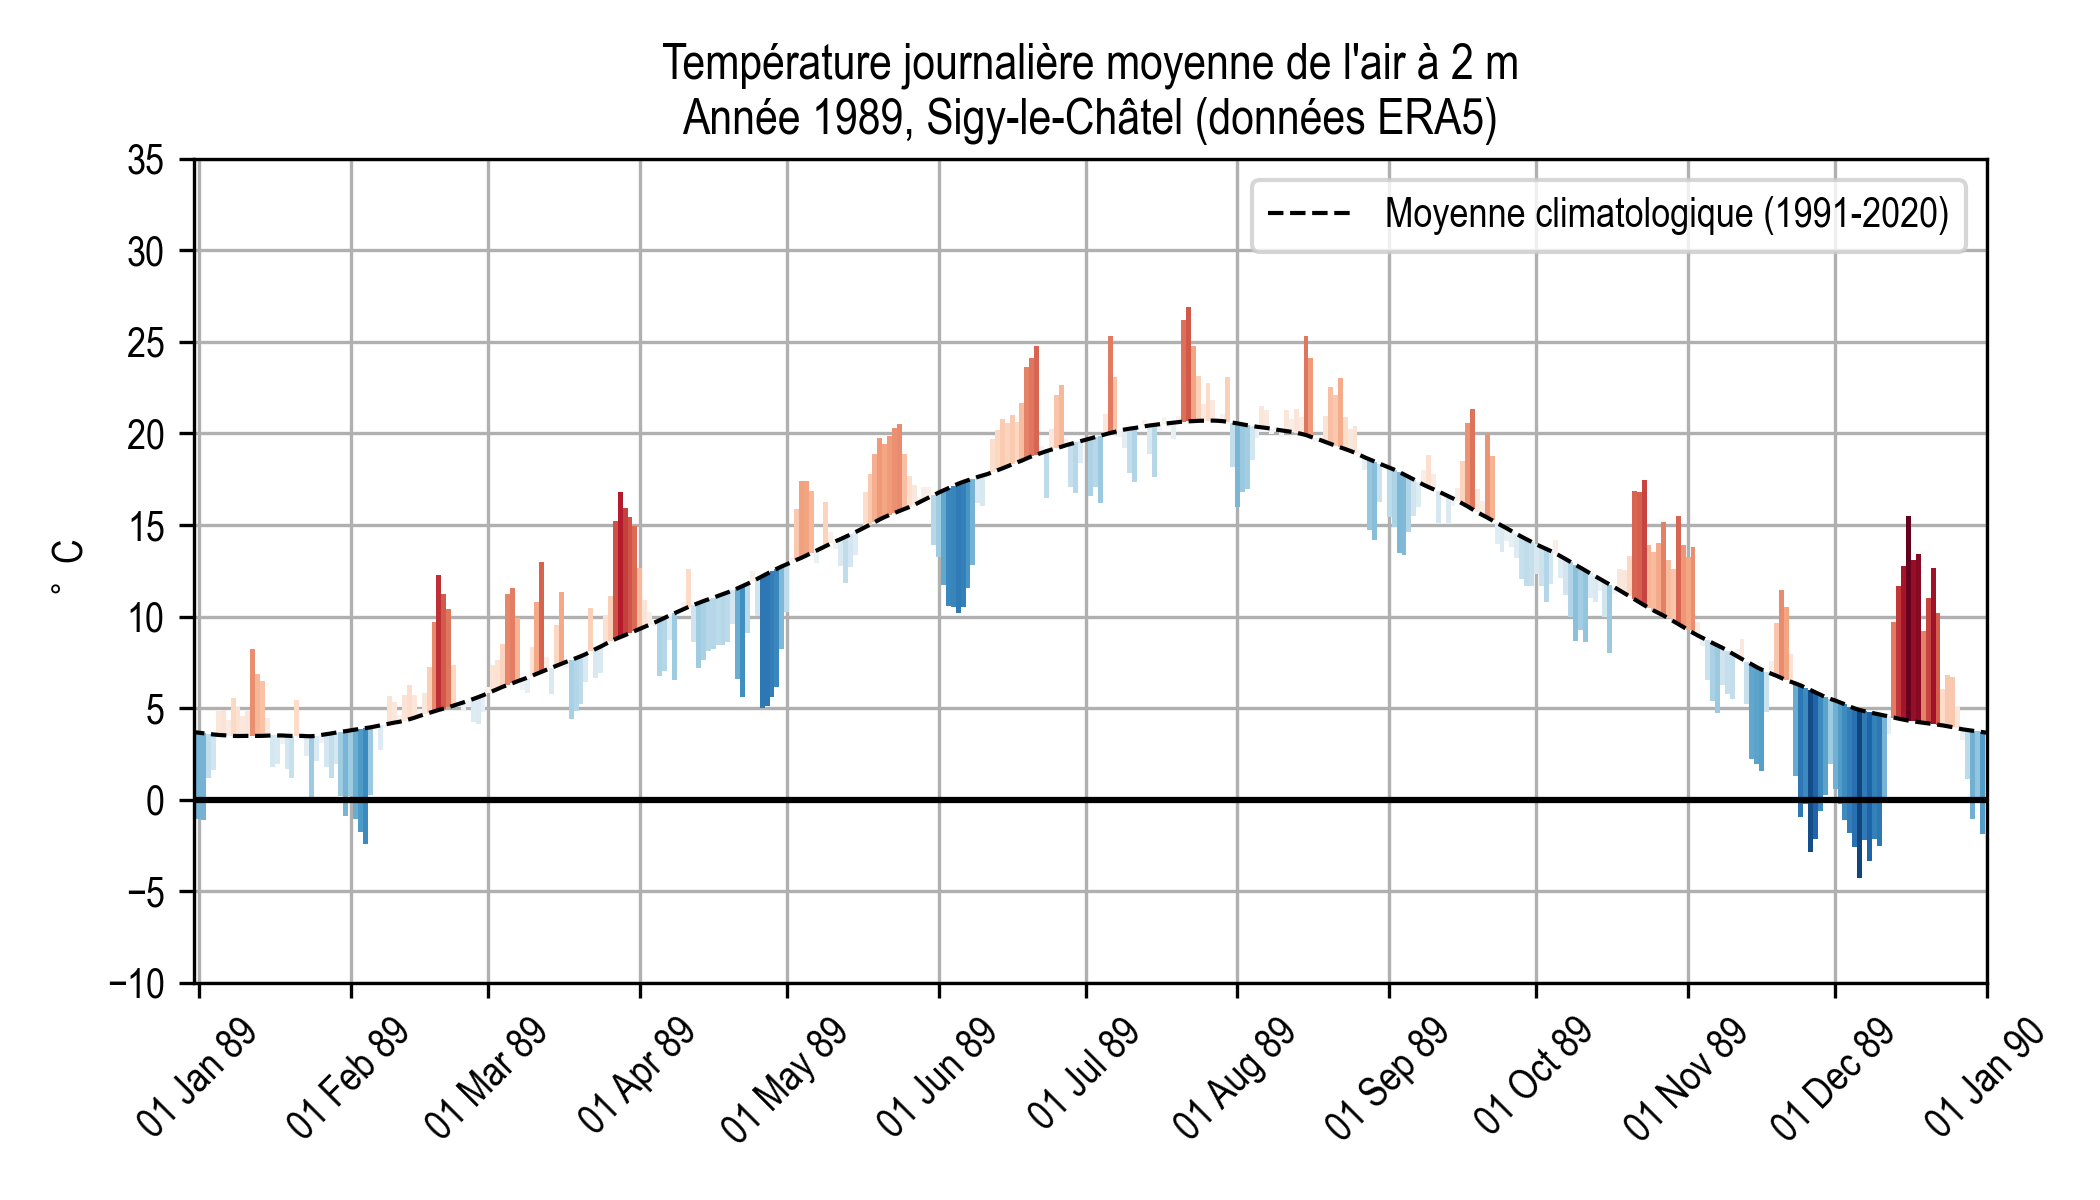 Température journalière moyenne de l'air à 2 m
Année 1989, Sigy-le-Châtel (données ERA5)
Moyenne climatologique (1991-2020)
° C
35
30
25
20
15
10
5
0
−5
−10
01 Jan 89
01 Feb 89
01 Mar 89
01 Apr 89
01 May 89
01 Jun 89
01 Jul 89
01 Aug 89
01 Sep 89
01 Oct 89
01 Nov 89
01 Dec 89
01 Jan 90